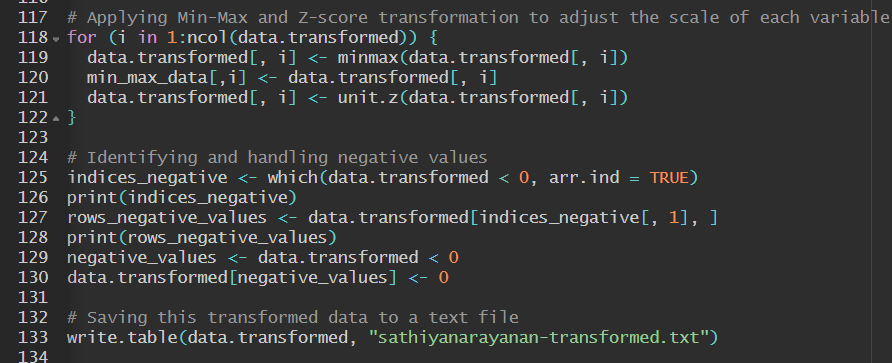 117 # Applying Min-Max and Z-score transformation to adjust the scale of each variable
118 for (i in 1:ncol(data.transformed)) {
119   data.transformed[, i] <- minmax(data.transformed[, i])
120   min_max_data[,i] <- data.transformed[, i]
121   data.transformed[, i] <- unit.z(data.transformed[, i])
122 }
123
124 # Identifying and handling negative values
125 indices_negative <- which(data.transformed < 0, arr.ind = TRUE)
126 print(indices_negative)
127 rows_negative_values <- data.transformed[indices_negative[, 1], ]
128 print(rows_negative_values)
129 negative_values <- data.transformed < 0
130 data.transformed[negative_values] <- 0
131
132 # Saving this transformed data to a text file
133 write.table(data.transformed, "sathiyanarayanan-transformed.txt")
134